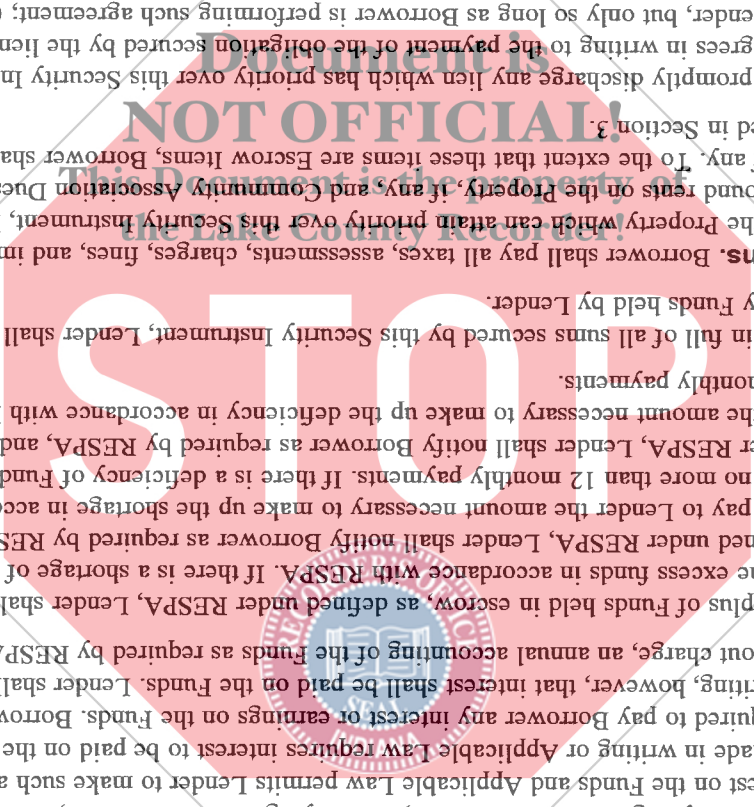 Document is
NOT OFFICIAL!
This Document is the property of
the Lake County Recorder!
STOP
RECORDER'S OFFICE
SEAL
INDIANA
est on the Funds and Applicable Law permits Lender to make such a
ade in writing or Applicable Law requires interest to be paid on the
quired to pay Borrower any interest or earnings on the Funds. Borrow
riting, however, that interest shall be paid on the Funds. Lender shall
out charge, an annual accounting of the Funds as required by RESPA
plus of Funds held in escrow, as defined under RESPA, Lender shal
he excess funds in accordance with RESPA. If there is a shortage of
ned under RESPA, Lender shall notify Borrower as required by RES
pay to Lender the amount necessary to make up the shortage in acco
no more than 12 monthly payments. If there is a deficiency of Fund
er RESPA, Lender shall notify Borrower as required by RESPA, and
he amount necessary to make up the deficiency in accordance with
monthly payments.
in full of all sums secured by this Security Instrument, Lender shall
y Funds held by Lender.
ns. Borrower shall pay all taxes, assessments, charges, fines, and im
he Property which can attain priority over this Security Instrument,
ound rents on the Property, if any, and Community Association Dues
any. To the extent that these items are Escrow Items, Borrower sha
ed in Section 3.
promptly discharge any lien which has priority over this Security In
grees in writing to the payment of the obligation secured by the lien
ender, but only so long as Borrower is performing such agreement; (